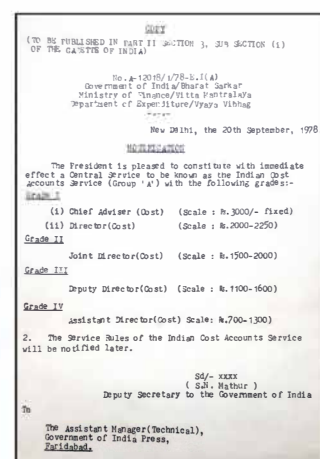 COPY
(TO BE PUBLISHED IN PART II SECTION 3, SUB SECTION (i)
OF THE GAZETTE OF INDIA)
No. A-12018/1/78-E.I(A)
Government of India/Bharat Sarkar
Ministry of Finance/Vitta Mantralaya
Department of Expenditure/Vyaya Vibhag
New Delhi, the 20th September, 1978
NOTIFICATION
The President is pleased to constitute with immediate
effect a Central Service to be known as the Indian Cost
Accounts Service (Group 'A') with the following grades:-
Grade I
(i) Chief Adviser (Cost) (Scale : Rs.3000/- fixed)
(ii) Director(Cost) (Scale : Rs.2000-2250)
Grade II
Joint Director(Cost) (Scale : Rs.1500-2000)
Grade III
Deputy Director(Cost) (Scale : Rs.1100-1600)
Grade IV
Assistant Director(Cost) Scale: Rs.700-1300)
2. The Service Rules of the Indian Cost Accounts Service
will be notified later.
Sd/- xxxx
( S.N. Mathur )
Deputy Secretary to the Government of India
To
The Assistant Manager(Technical),
Government of India Press,
Faridabad.